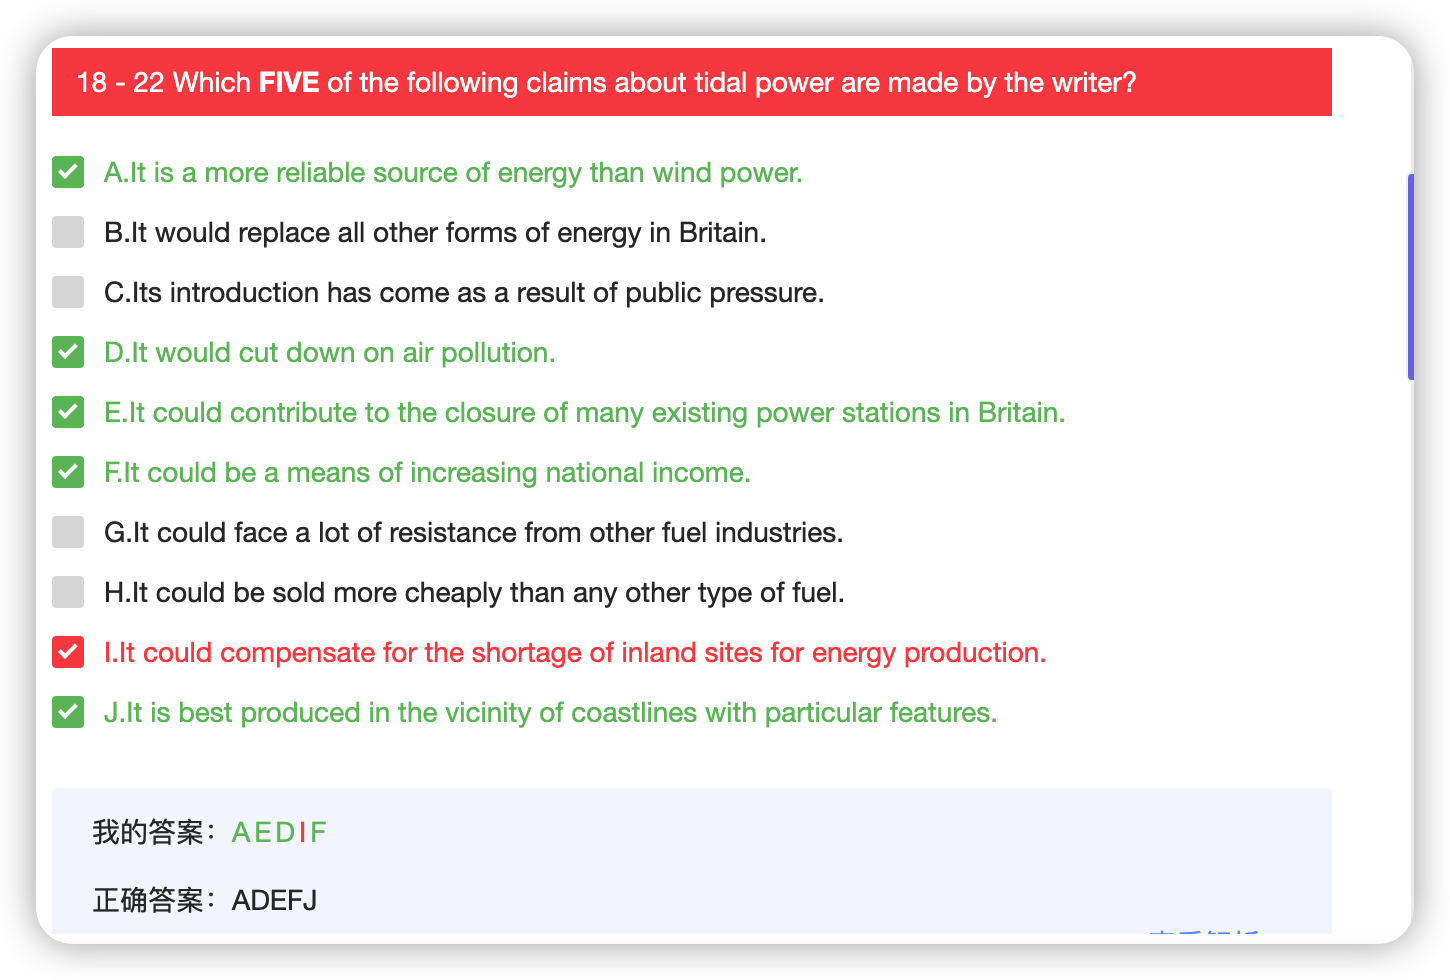 18 - 22 Which FIVE of the following claims about tidal power are made by the writer?
A.It is a more reliable source of energy than wind power.
B.It would replace all other forms of energy in Britain.
C.Its introduction has come as a result of public pressure.
D.It would cut down on air pollution.
E.It could contribute to the closure of many existing power stations in Britain.
F.It could be a means of increasing national income.
G.It could face a lot of resistance from other fuel industries.
H.It could be sold more cheaply than any other type of fuel.
I.It could compensate for the shortage of inland sites for energy production.
J.It is best produced in the vicinity of coastlines with particular features.
我的答案：AEDIF
正确答案：ADEFJ